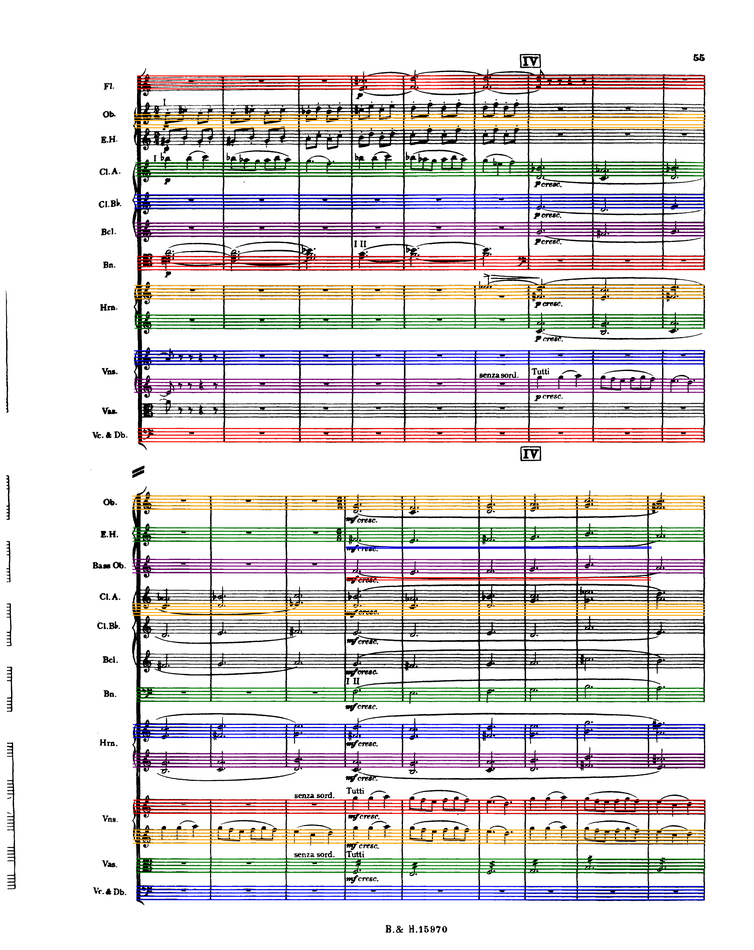 IV
55
Fl.
p
I
Ob.
E.H.
I
Cl.A.
p
p cresc.
Cl.B♭.
p cresc.
Bcl.
p cresc.
I II
Bn.
p
Hrn.
p cresc.
p cresc.
Vas.
senza sord. Tutti
p cresc.
Vas.
Vc. & Db.
IV
Ob.
mf cresc.
E.H.
mf cresc.
Bass Ob.
mf cresc.
Cl.A.
mf cresc.
Cl.B♭.
mf cresc.
Bcl.
mf cresc.
I II
Bn.
mf cresc.
Hrn.
mf cresc.
mf cresc.
senza sord. Tutti
Vns.
mf cresc.
mf cresc.
senza sord. Tutti
Vas.
mf cresc.
Vc. & Db.
B. & H. 15970